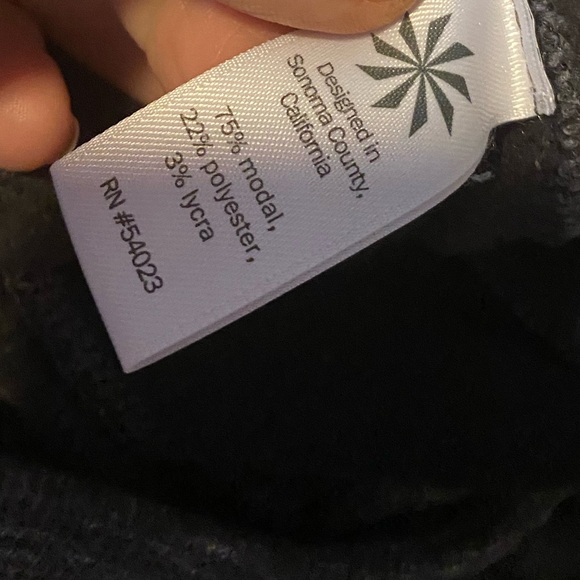 Designed in
Sonoma County,
California
75% modal,
22% polyester,
3% lycra
RN #54023